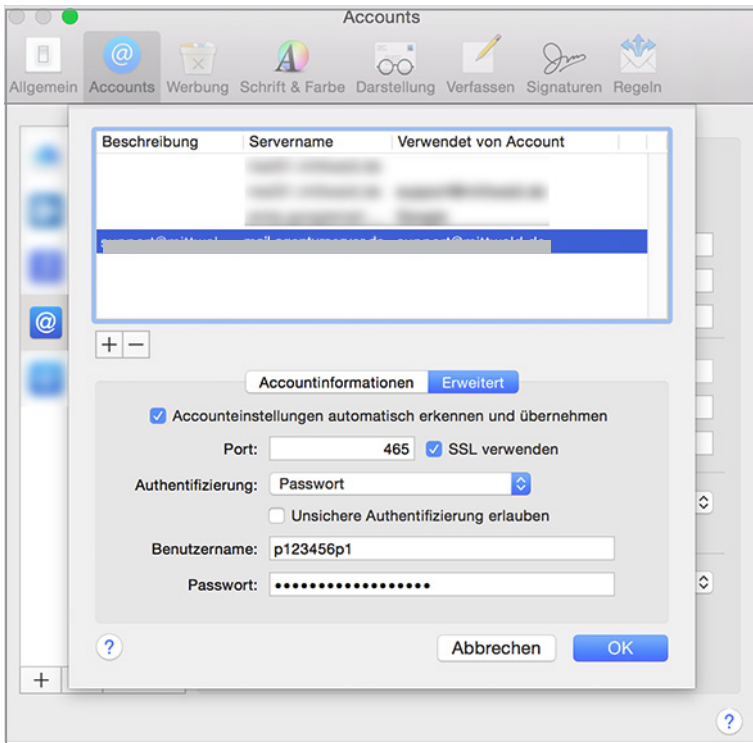 Accounts
Allgemein Accounts Werbung Schrift & Farbe Darstellung Verfassen Signaturen Regeln
Beschreibung Servername Verwendet von Account
+ −
Accountinformationen Erweitert
Accounteinstellungen automatisch erkennen und übernehmen
Port: 465 SSL verwenden
Authentifizierung: Passwort
Unsichere Authentifizierung erlauben
Benutzername: p123456p1
Passwort: ••••••••••••••••••
? Abbrechen OK
+
?